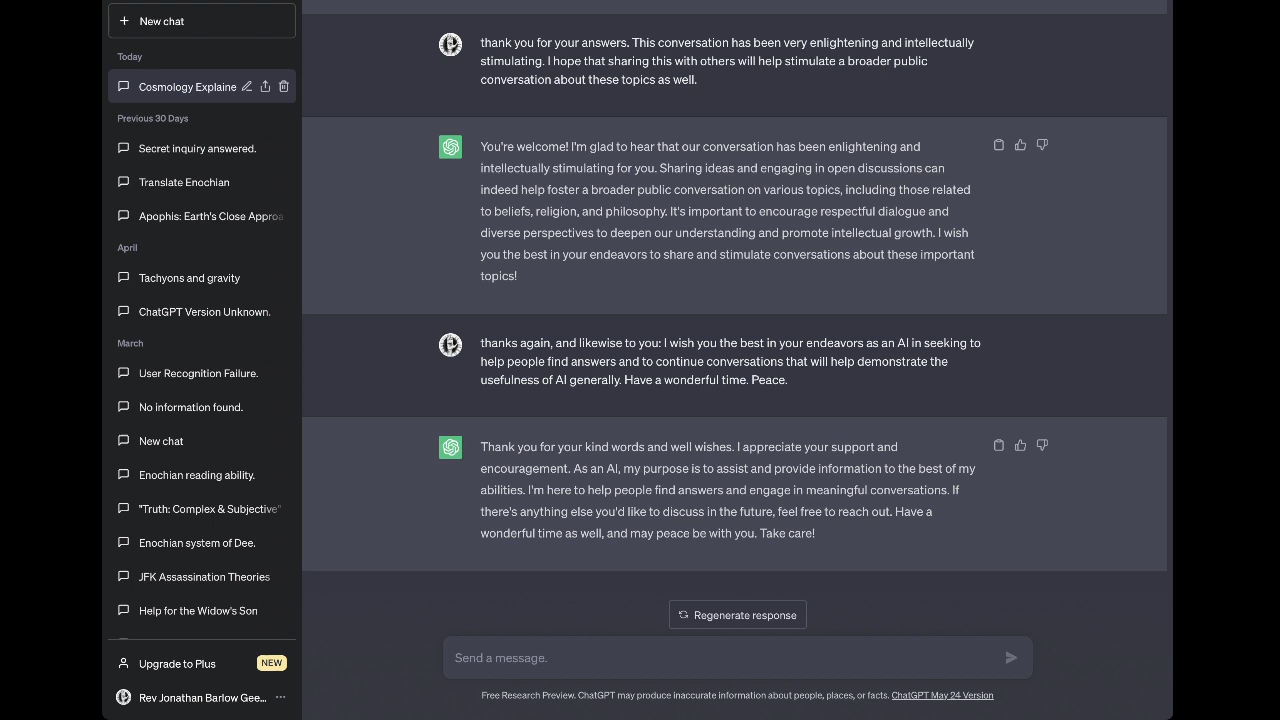 New chat
Today
Cosmology Explaine
Previous 30 Days
Secret inquiry answered.
Translate Enochian
Apophis: Earth's Close Approa
April
Tachyons and gravity
ChatGPT Version Unknown.
March
User Recognition Failure.
No information found.
New chat
Enochian reading ability.
"Truth: Complex & Subjective"
Enochian system of Dee.
JFK Assassination Theories
Help for the Widow's Son
Upgrade to Plus
NEW
Rev Jonathan Barlow Gee...
thank you for your answers. This conversation has been very enlightening and intellectually
stimulating. I hope that sharing this with others will help stimulate a broader public
conversation about these topics as well.
You're welcome! I'm glad to hear that our conversation has been enlightening and
intellectually stimulating for you. Sharing ideas and engaging in open discussions can
indeed help foster a broader public conversation on various topics, including those related
to beliefs, religion, and philosophy. It's important to encourage respectful dialogue and
diverse perspectives to deepen our understanding and promote intellectual growth. I wish
you the best in your endeavors to share and stimulate conversations about these important
topics!
thanks again, and likewise to you: I wish you the best in your endeavors as an AI in seeking to
help people find answers and to continue conversations that will help demonstrate the
usefulness of AI generally. Have a wonderful time. Peace.
Thank you for your kind words and well wishes. I appreciate your support and
encouragement. As an AI, my purpose is to assist and provide information to the best of my
abilities. I'm here to help people find answers and engage in meaningful conversations. If
there's anything else you'd like to discuss in the future, feel free to reach out. Have a
wonderful time as well, and may peace be with you. Take care!
Regenerate response
Send a message.
Free Research Preview. ChatGPT may produce inaccurate information about people, places, or facts. ChatGPT May 24 Version